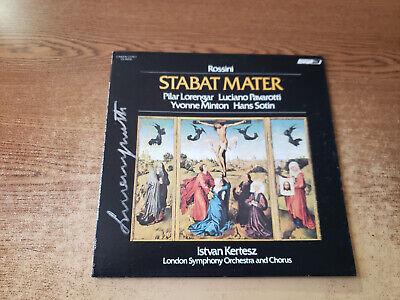 Rossini
STABAT MATER
Pilar Lorengar Luciano Pavarotti
Yvonne Minton Hans Sotin
Istvan Kertesz
London Symphony Orchestra and Chorus